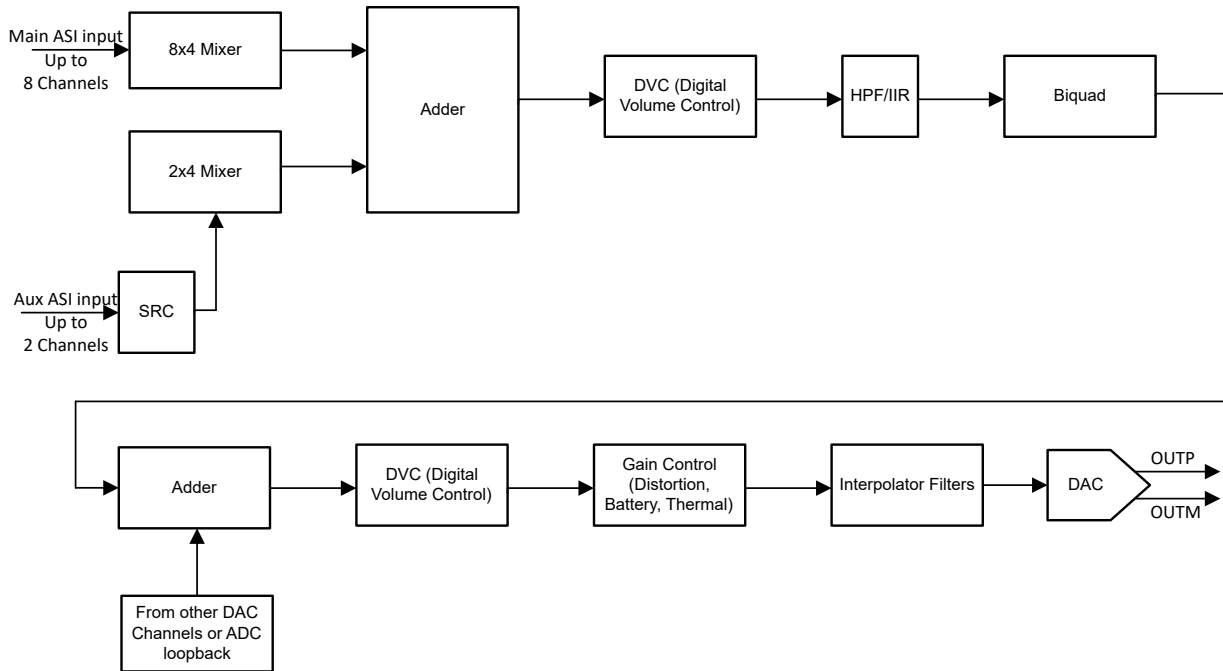 Main ASI input
Up to
8 Channels
8x4 Mixer
Adder
DVC (Digital
Volume Control)
HPF/IIR
Biquad
2x4 Mixer
Aux ASI input
Up to
2 Channels
SRC
Adder
DVC (Digital
Volume Control)
Gain Control
(Distortion,
Battery, Thermal)
Interpolator Filters
DAC
OUTP
OUTM
From other DAC
Channels or ADC
loopback